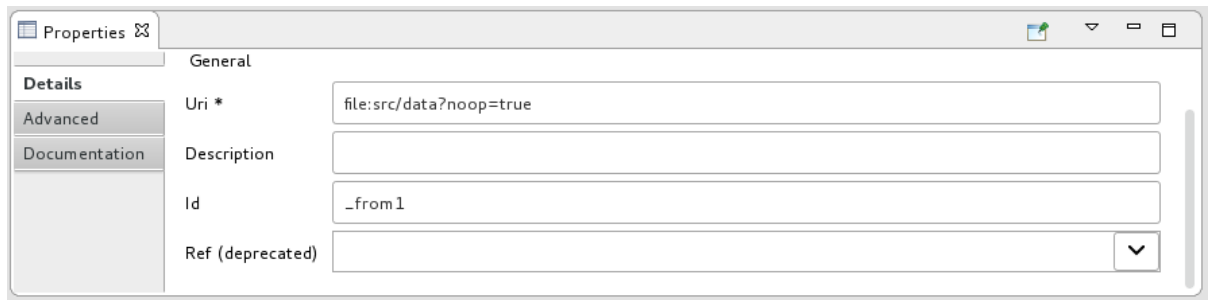 Properties
General
Details
Uri *
file:src/data?noop=true
Advanced
Documentation
Description
Id
_from1
Ref (deprecated)